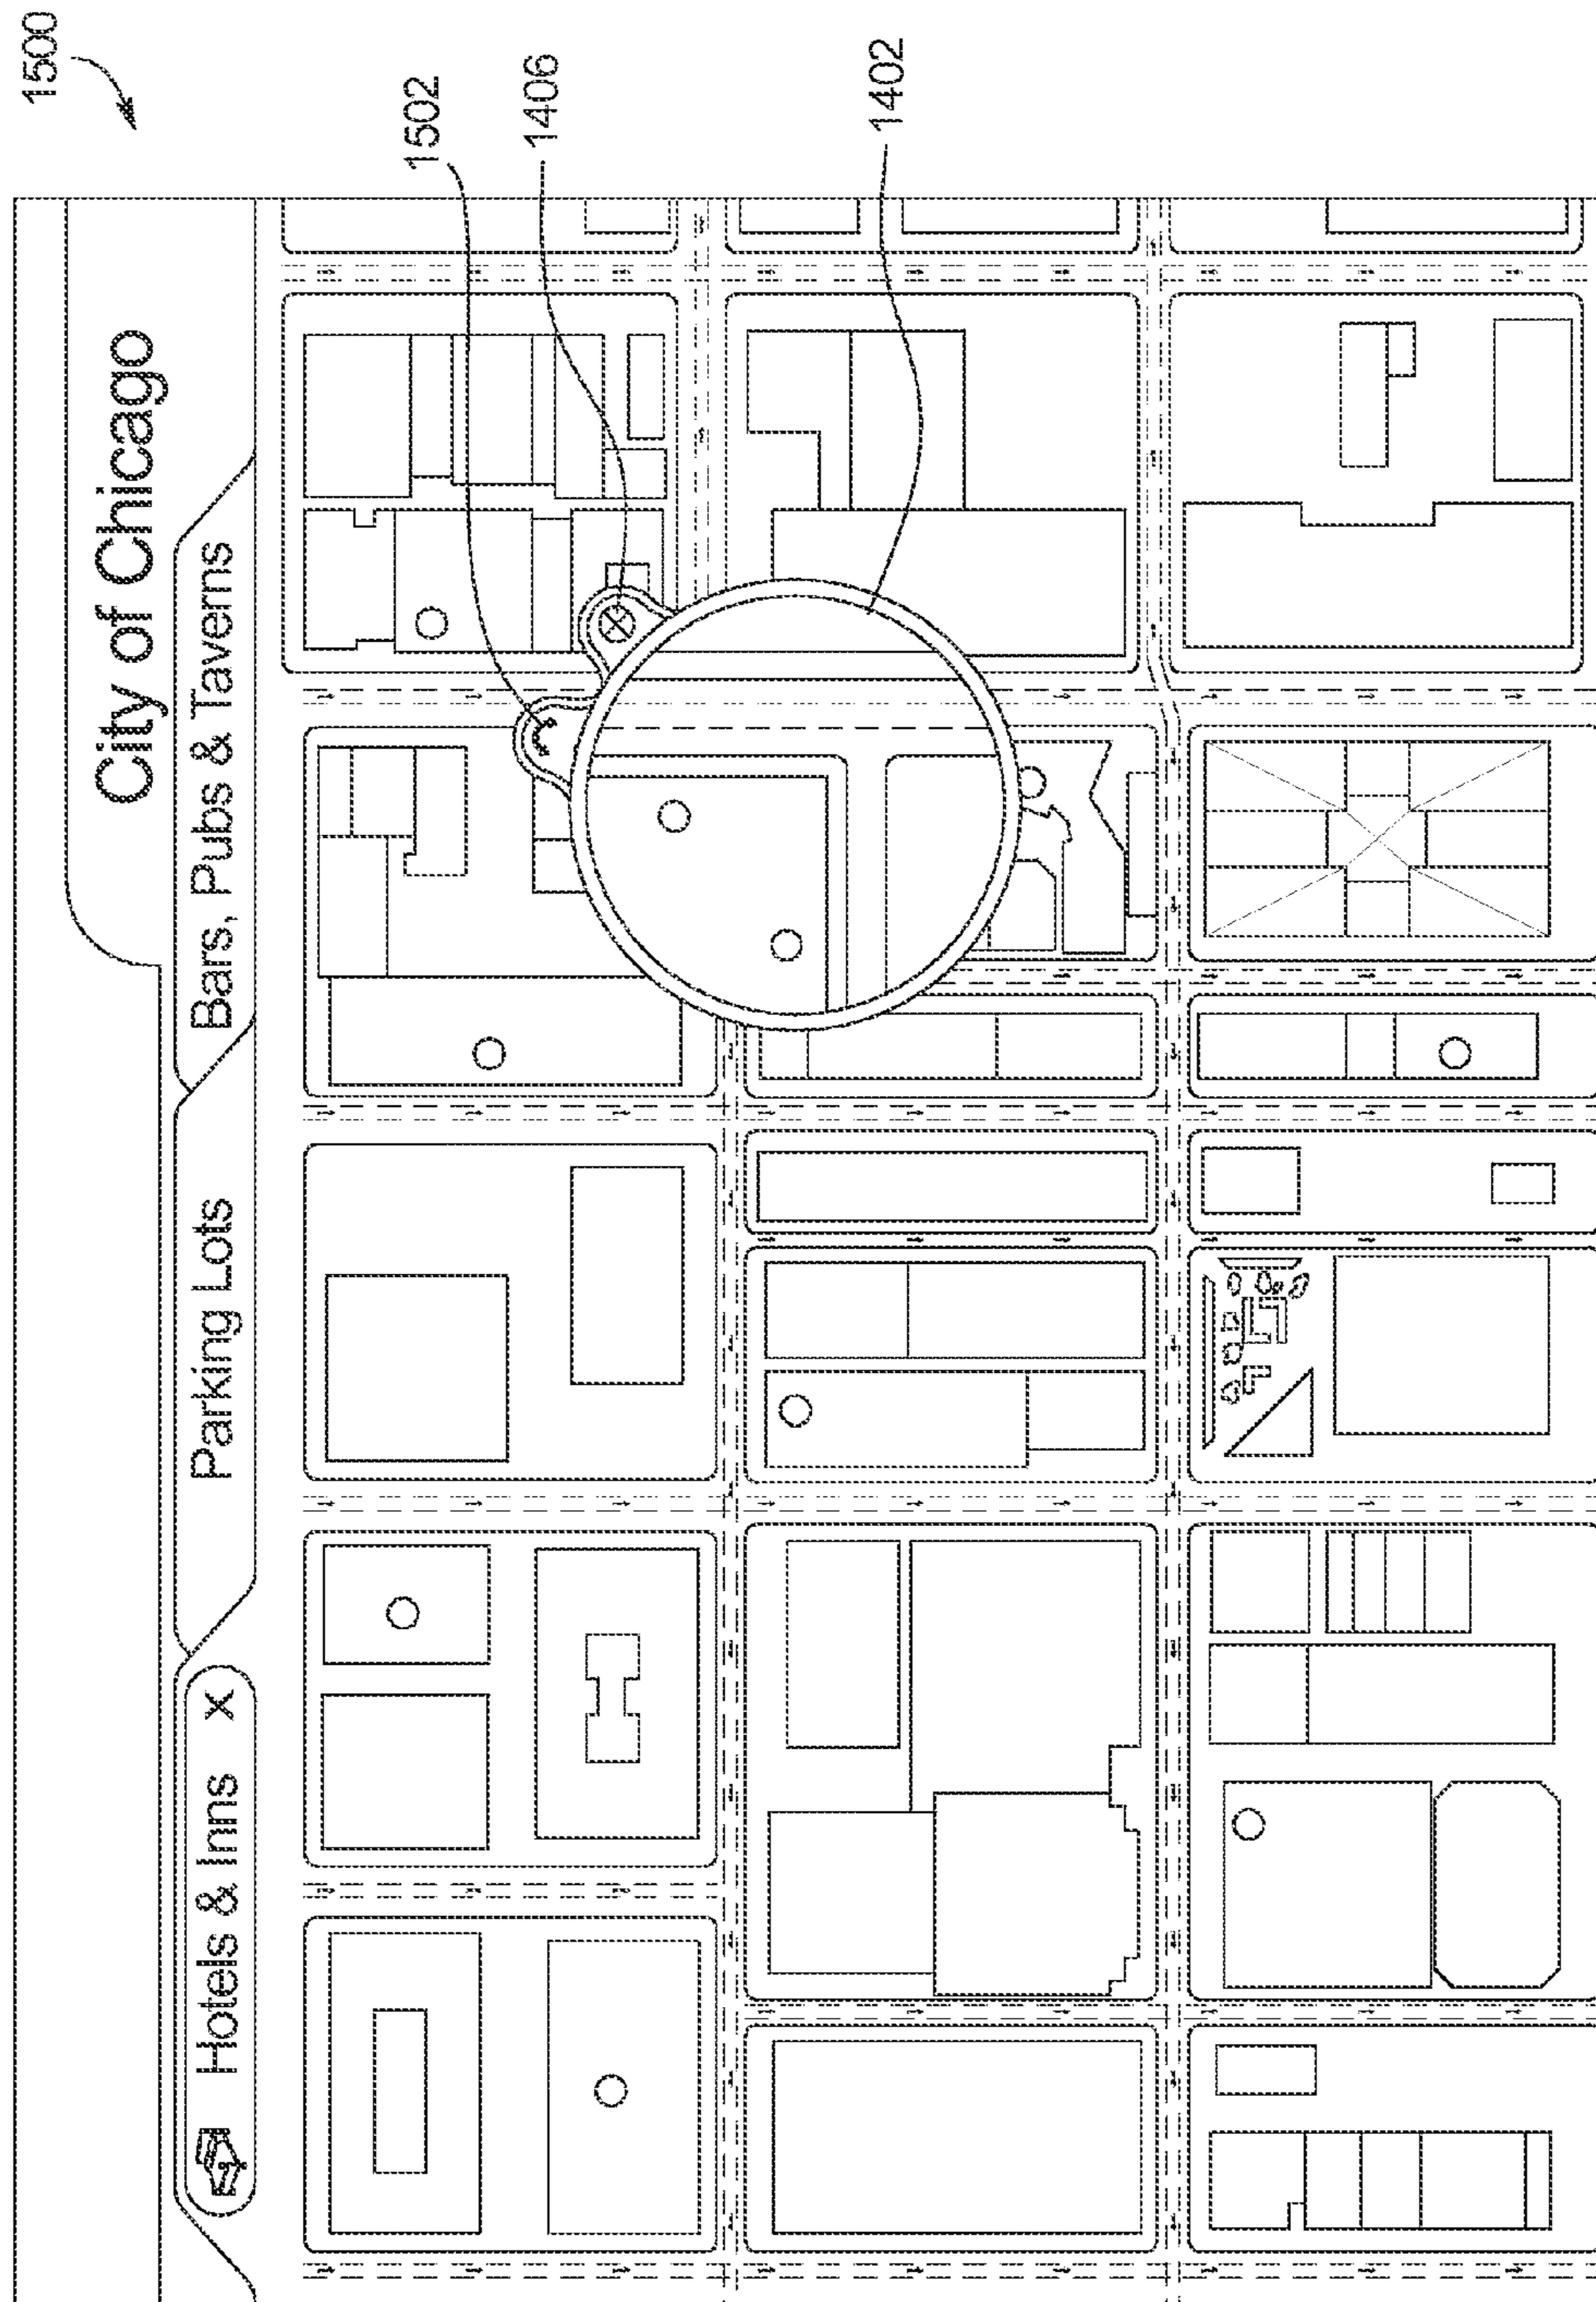 1500
City of Chicago
Hotels & Inns X
Parking Lots
Bars, Pubs & Taverns
1502
1406
1402